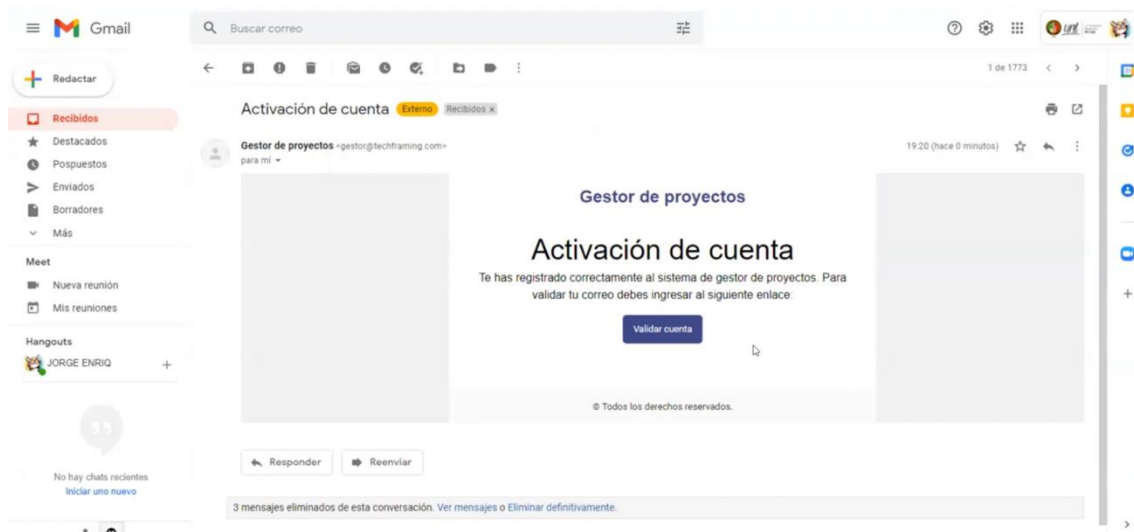 Gmail
Buscar correo
Redactar
1 de 1773
Recibidos
Destacados
Pospuestos
Enviados
Borradores
Más
Meet
Nueva reunión
Mis reuniones
Hangouts
JORGE ENRIQ
No hay chats recientes
Iniciar uno nuevo
Activación de cuenta Externo Recibidos x
Gestor de proyectos <gestor@techframing.com>
para mí
19:20 (hace 0 minutos)
Gestor de proyectos
Activación de cuenta
Te has registrado correctamente al sistema de gestor de proyectos. Para
validar tu correo debes ingresar al siguiente enlace:
Validar cuenta
© Todos los derechos reservados.
Responder
Reenviar
3 mensajes eliminados de esta conversación. Ver mensajes o Eliminar definitivamente.